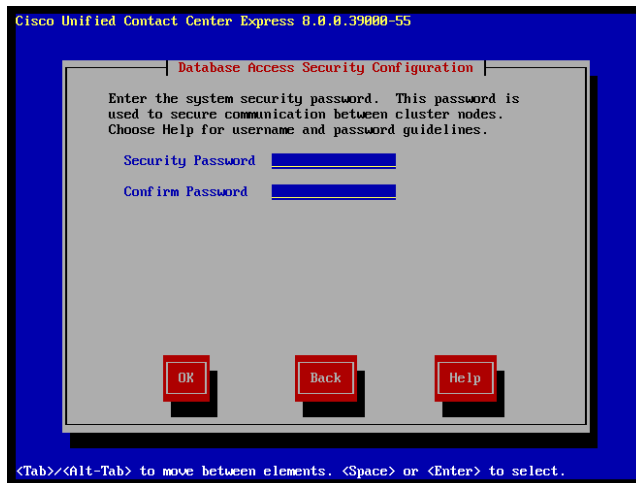 Cisco Unified Contact Center Express 8.0.0.39000-55
Database Access Security Configuration
Enter the system security password. This password is
used to secure communication between cluster nodes.
Choose Help for username and password guidelines.
Security Password
Confirm Password
OK Back Help
<Tab>/<Alt-Tab> to move between elements. <Space> or <Enter> to select.